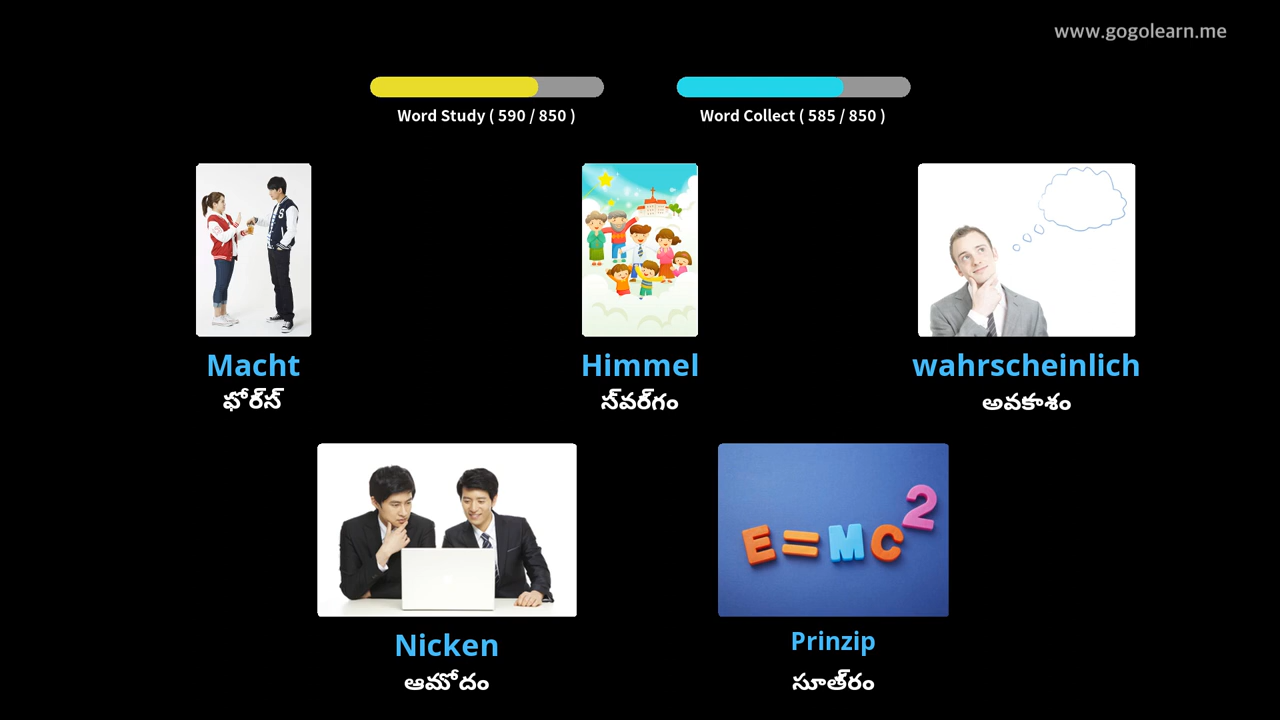 www.gogolearn.me
Word Study ( 590 / 850 )
Word Collect ( 585 / 850 )
Macht
ఫోర్‌స్
Himmel
స్‌వర్‌గం
wahrscheinlich
అవకాశం
Nicken
ఆమోదం
Prinzip
సూత్‌రం
E=MC2